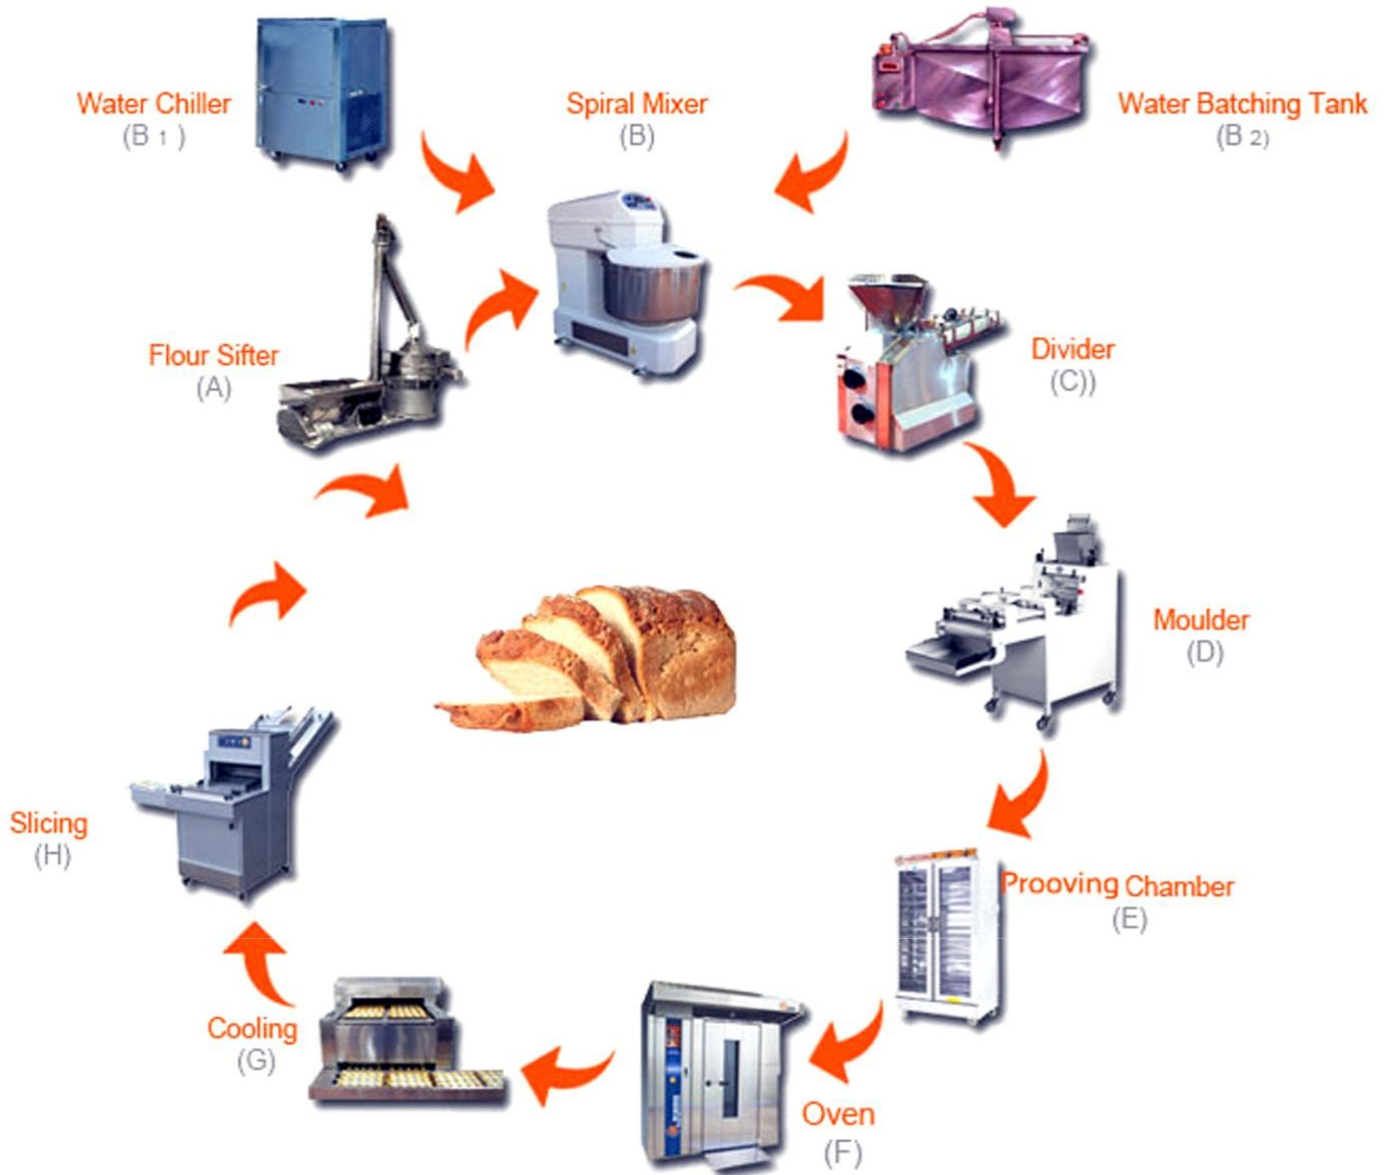 Water Chiller
(B 1 )
Spiral Mixer
(B)
Water Batching Tank
(B 2)
Flour Sifter
(A)
Divider
(C))
Moulder
(D)
Prooving Chamber
(E)
Oven
(F)
Cooling
(G)
Slicing
(H)